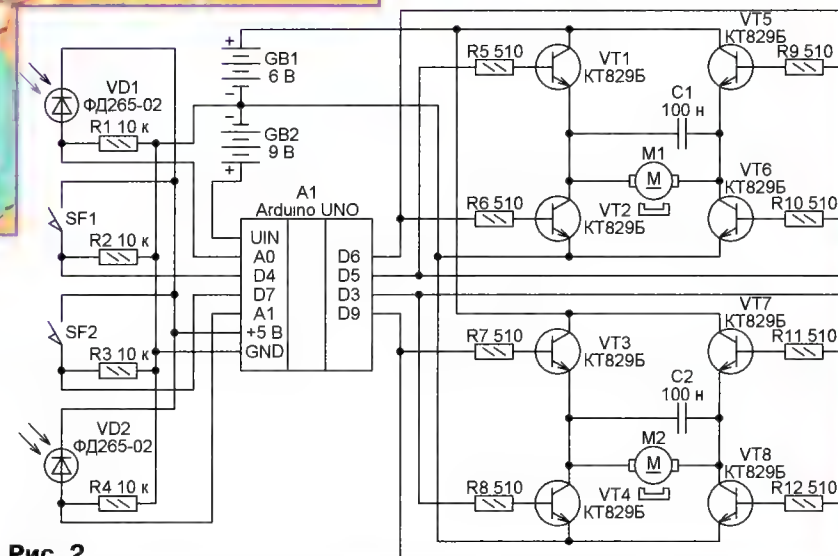 VD1
ФД265-02
R1 10 к
SF1
R2 10 к
SF2
R3 10 к
VD2
ФД265-02
R4 10 к
+
GB1
6 В
−
−
GB2
9 В
+
A1
Arduino UNO
UIN
A0
D4
D7
A1
+5 В
GND
D6
D5
D3
D9
R5 510
VT1
КТ829Б
VT5
КТ829Б
R9 510
C1
100 н
M1
M
R6 510
VT2
КТ829Б
VT6
КТ829Б
R10 510
R7 510
VT3
КТ829Б
VT7
КТ829Б
R11 510
C2
100 н
M2
M
R8 510
VT4
КТ829Б
VT8
КТ829Б
R12 510
Рис. 2